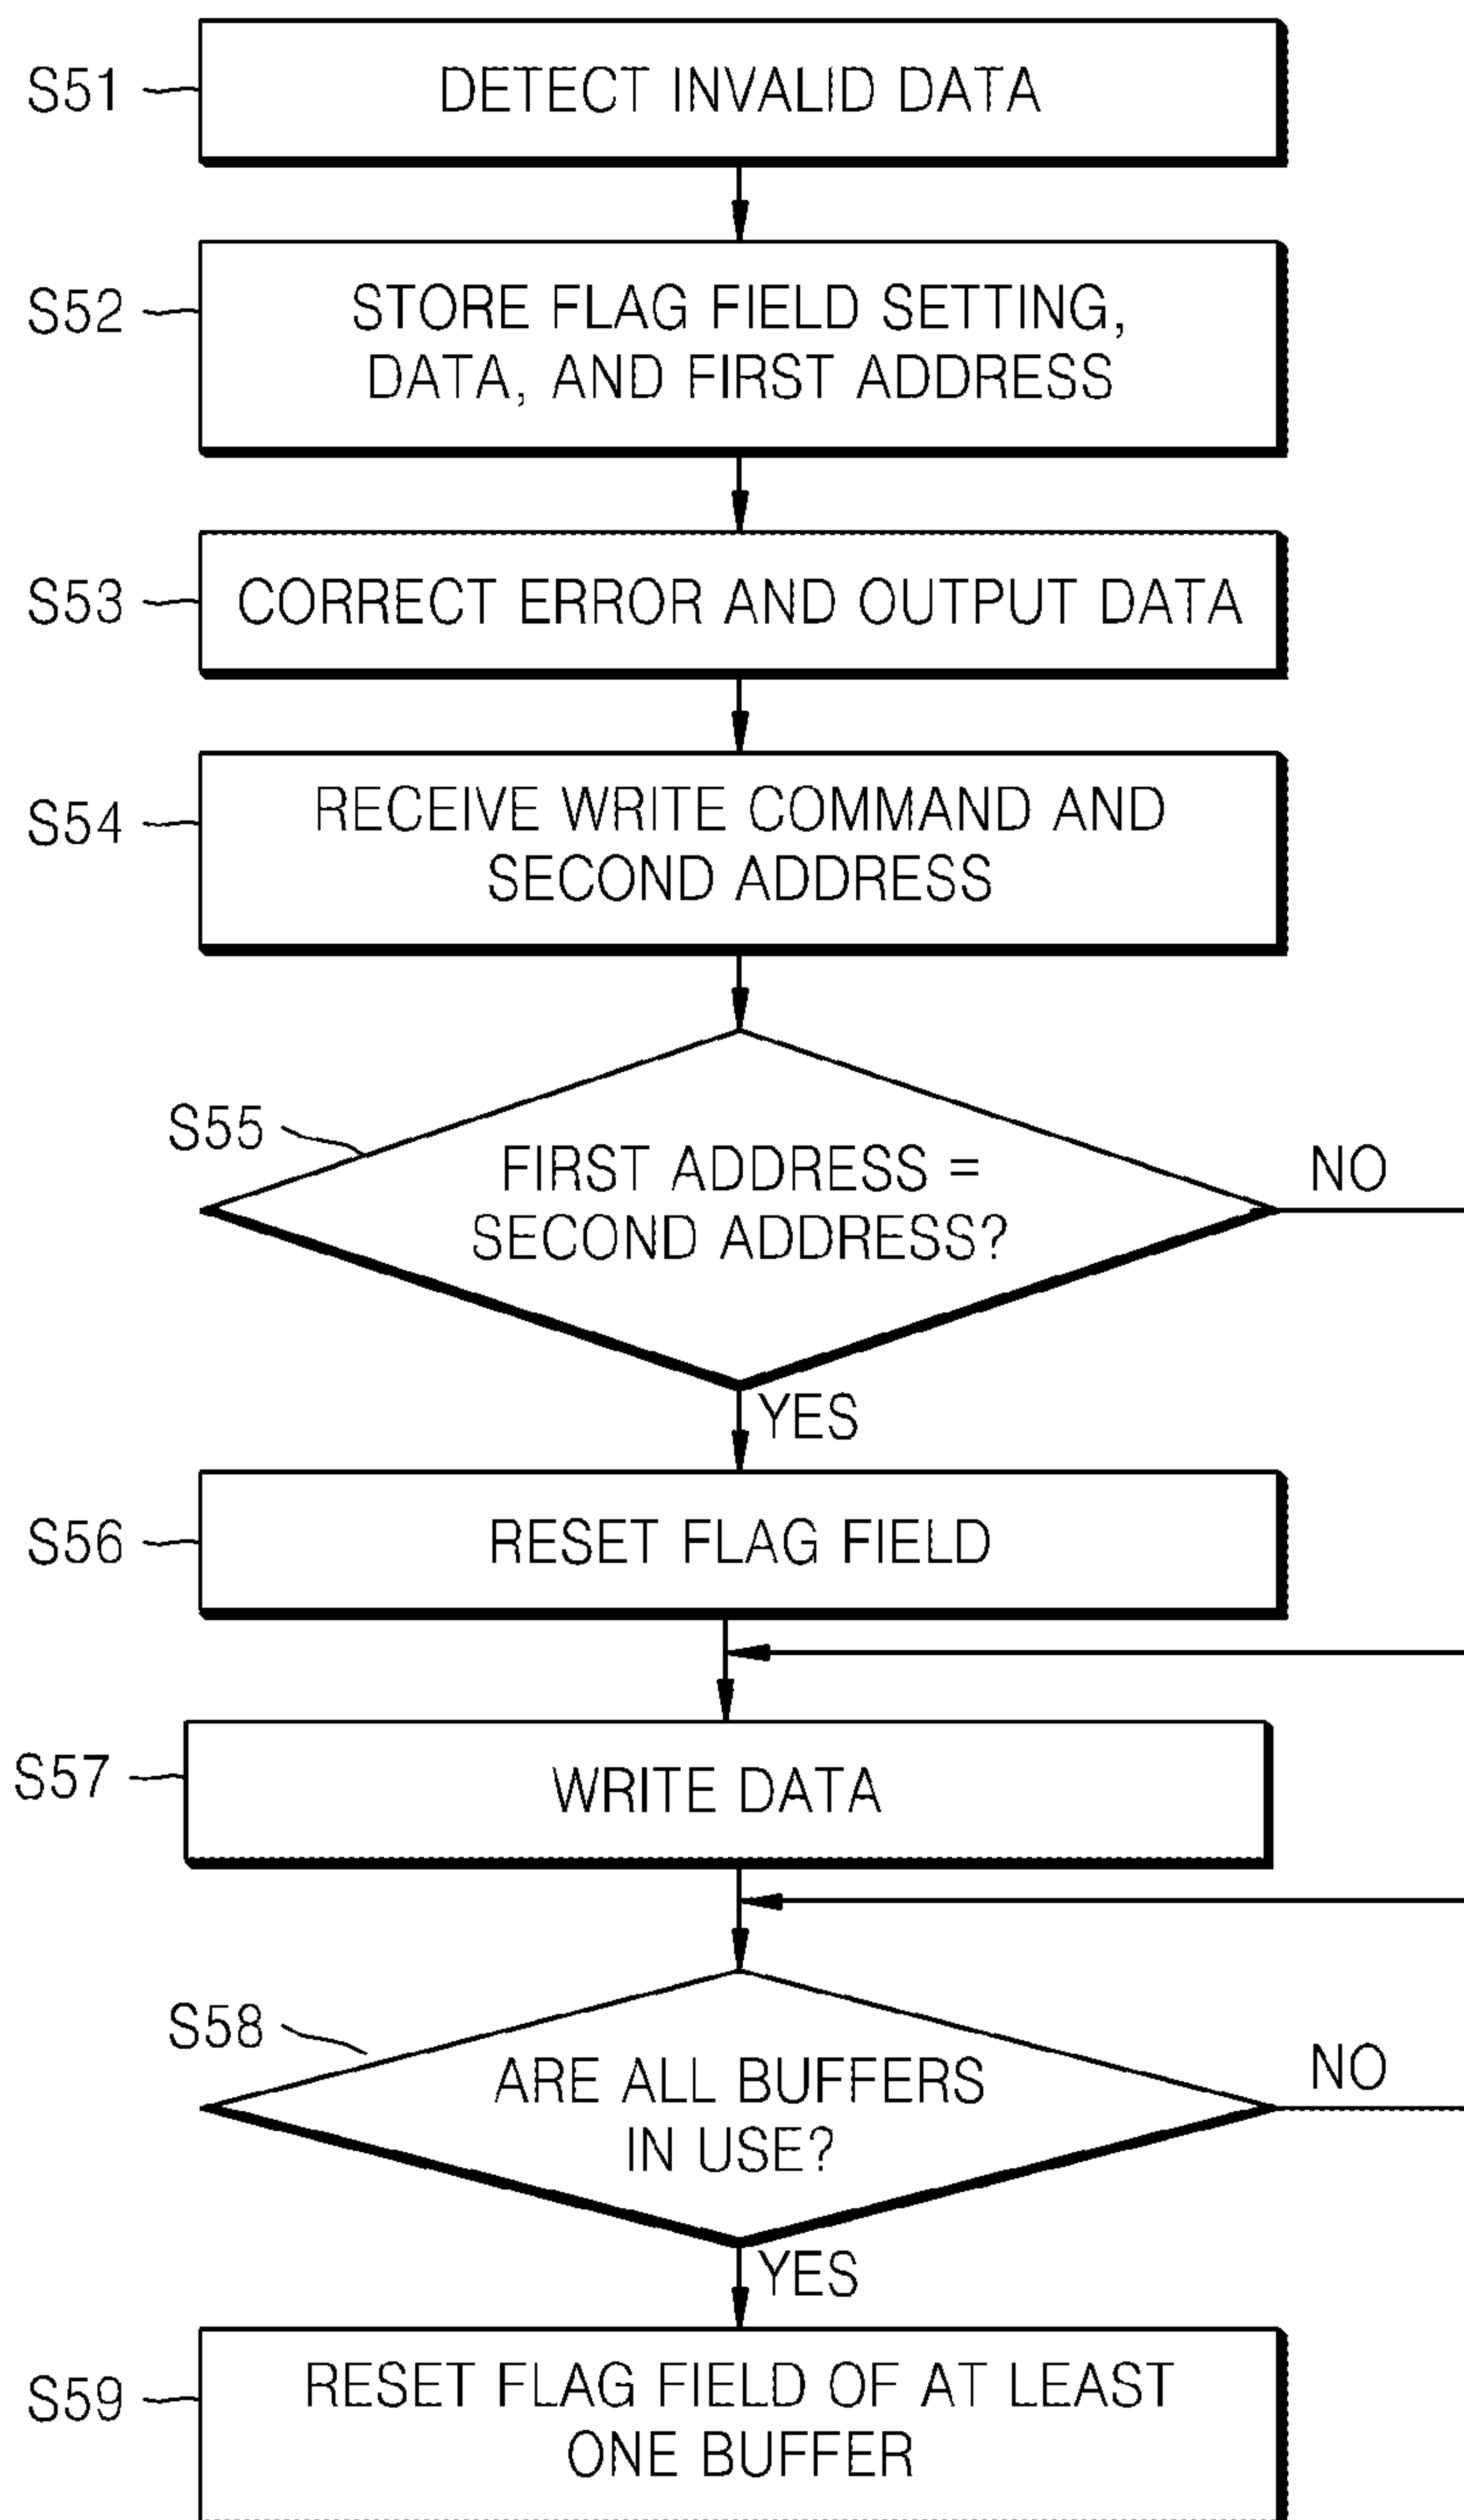 S51
DETECT INVALID DATA
S52
STORE FLAG FIELD SETTING,
DATA, AND FIRST ADDRESS
S53
CORRECT ERROR AND OUTPUT DATA
S54
RECEIVE WRITE COMMAND AND
SECOND ADDRESS
S55
FIRST ADDRESS =
SECOND ADDRESS?
NO
YES
S56
RESET FLAG FIELD
S57
WRITE DATA
S58
ARE ALL BUFFERS
IN USE?
NO
YES
S59
RESET FLAG FIELD OF AT LEAST
ONE BUFFER